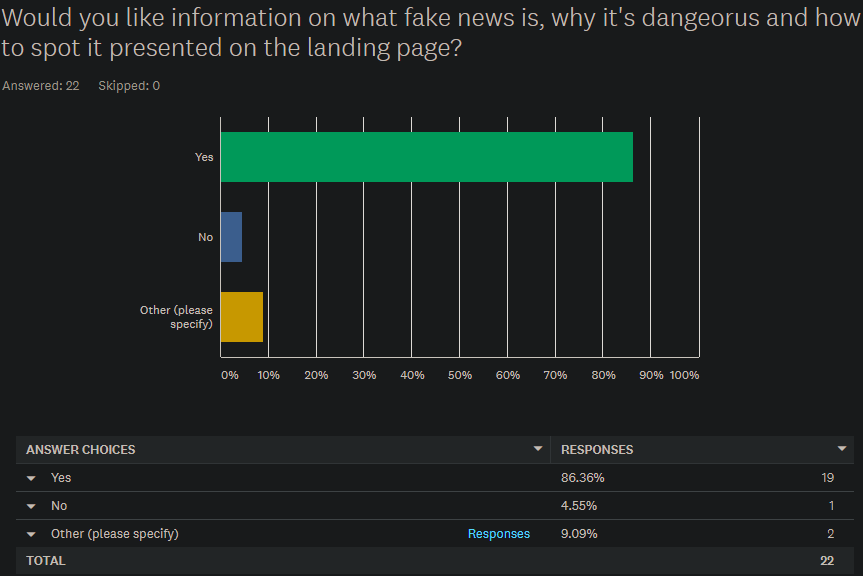 Would you like information on what fake news is, why it's dangeorus and how
to spot it presented on the landing page?
Answered: 22 Skipped: 0
Yes
No
Other (please
specify)
0% 10% 20% 30% 40% 50% 60% 70% 80% 90% 100%
ANSWER CHOICES RESPONSES
Yes 86.36% 19
No 4.55% 1
Other (please specify) Responses 9.09% 2
TOTAL 22